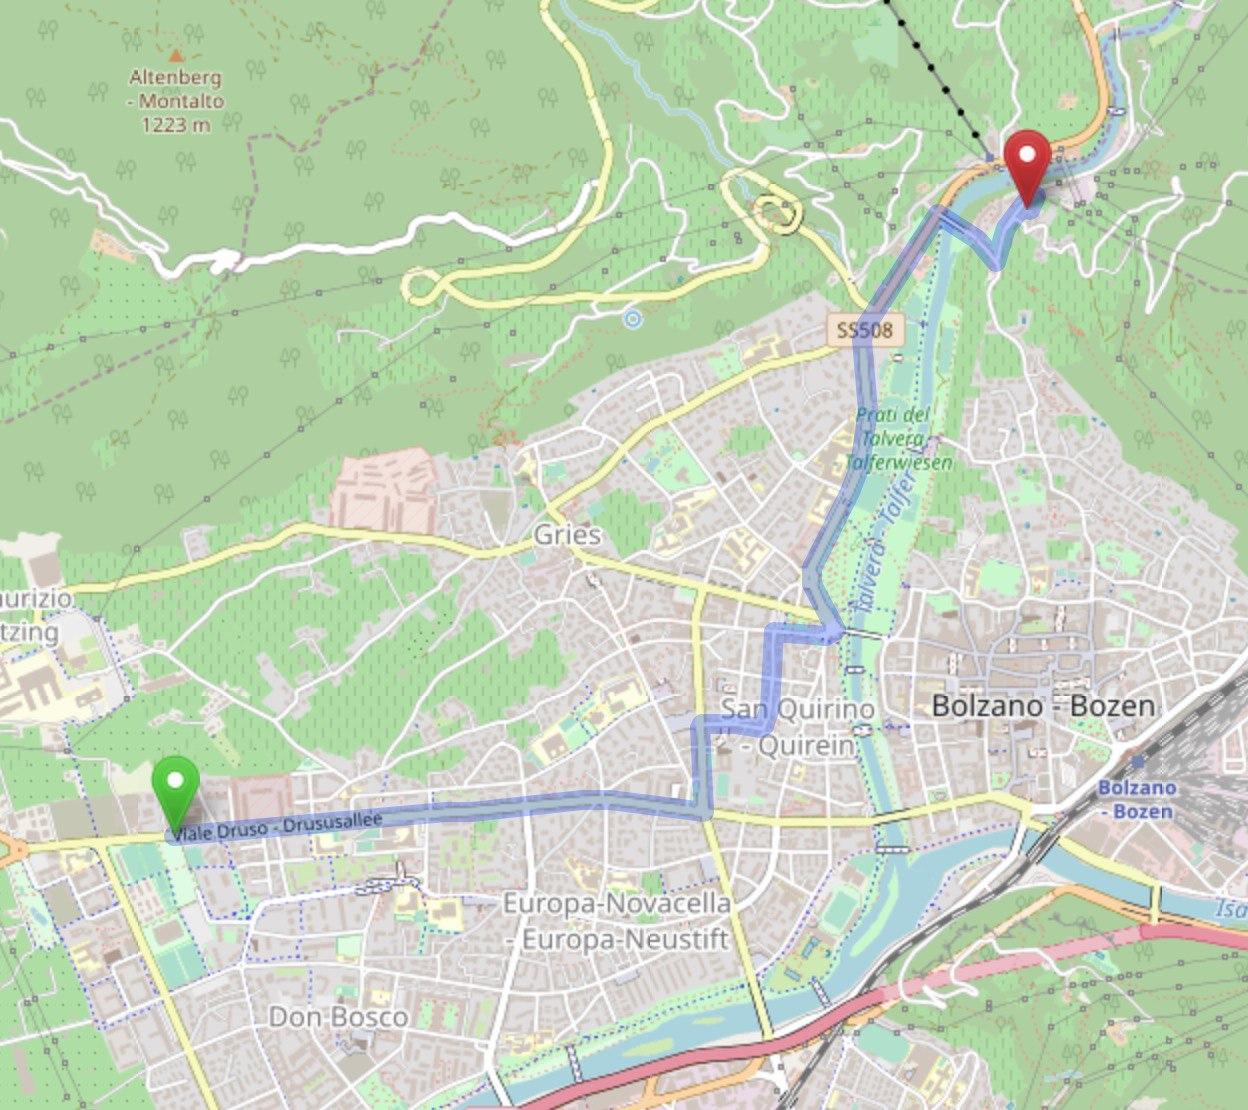 Altenberg
- Montalto
1223 m
SS508
Prati del
Talvera
Talferwiesen
Talvera - Talfer
Gries
aurizio
tzing
San Quirino
- Quirein
Bolzano - Bozen
Bolzano
- Bozen
Viale Druso - Drususallee
Europa-Novacella
- Europa-Neustift
Isa
Don Bosco